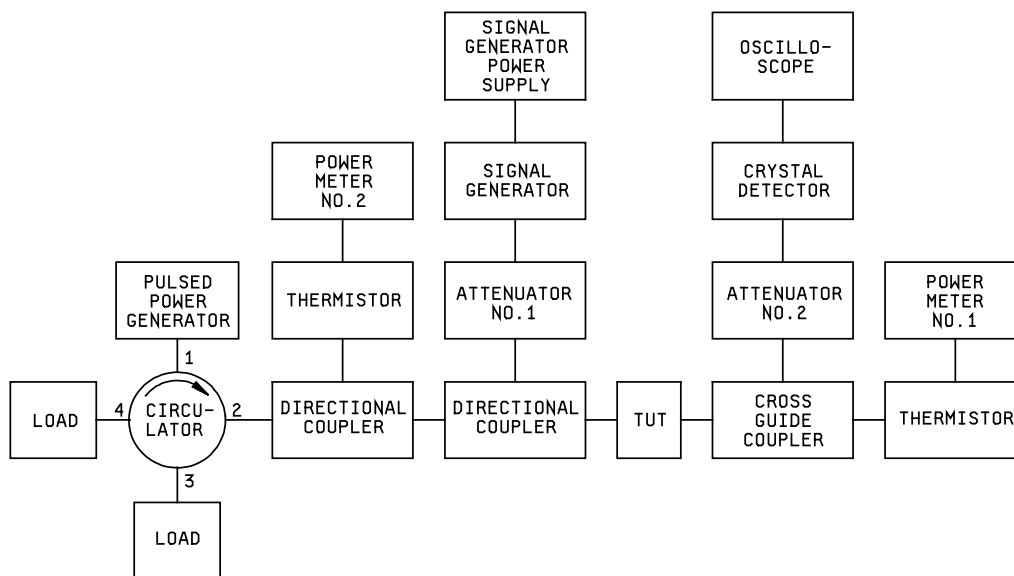 SIGNAL
GENERATOR
POWER
SUPPLY
OSCILLO-
SCOPE
POWER
METER
NO.2
SIGNAL
GENERATOR
CRYSTAL
DETECTOR
PULSED
POWER
GENERATOR
THERMISTOR
ATTENUATOR
NO.1
ATTENUATOR
NO.2
POWER
METER
NO.1
1
LOAD
4
CIRCU-
LATOR
2
DIRECTIONAL
COUPLER
DIRECTIONAL
COUPLER
TUT
CROSS
GUIDE
COUPLER
THERMISTOR
3
LOAD